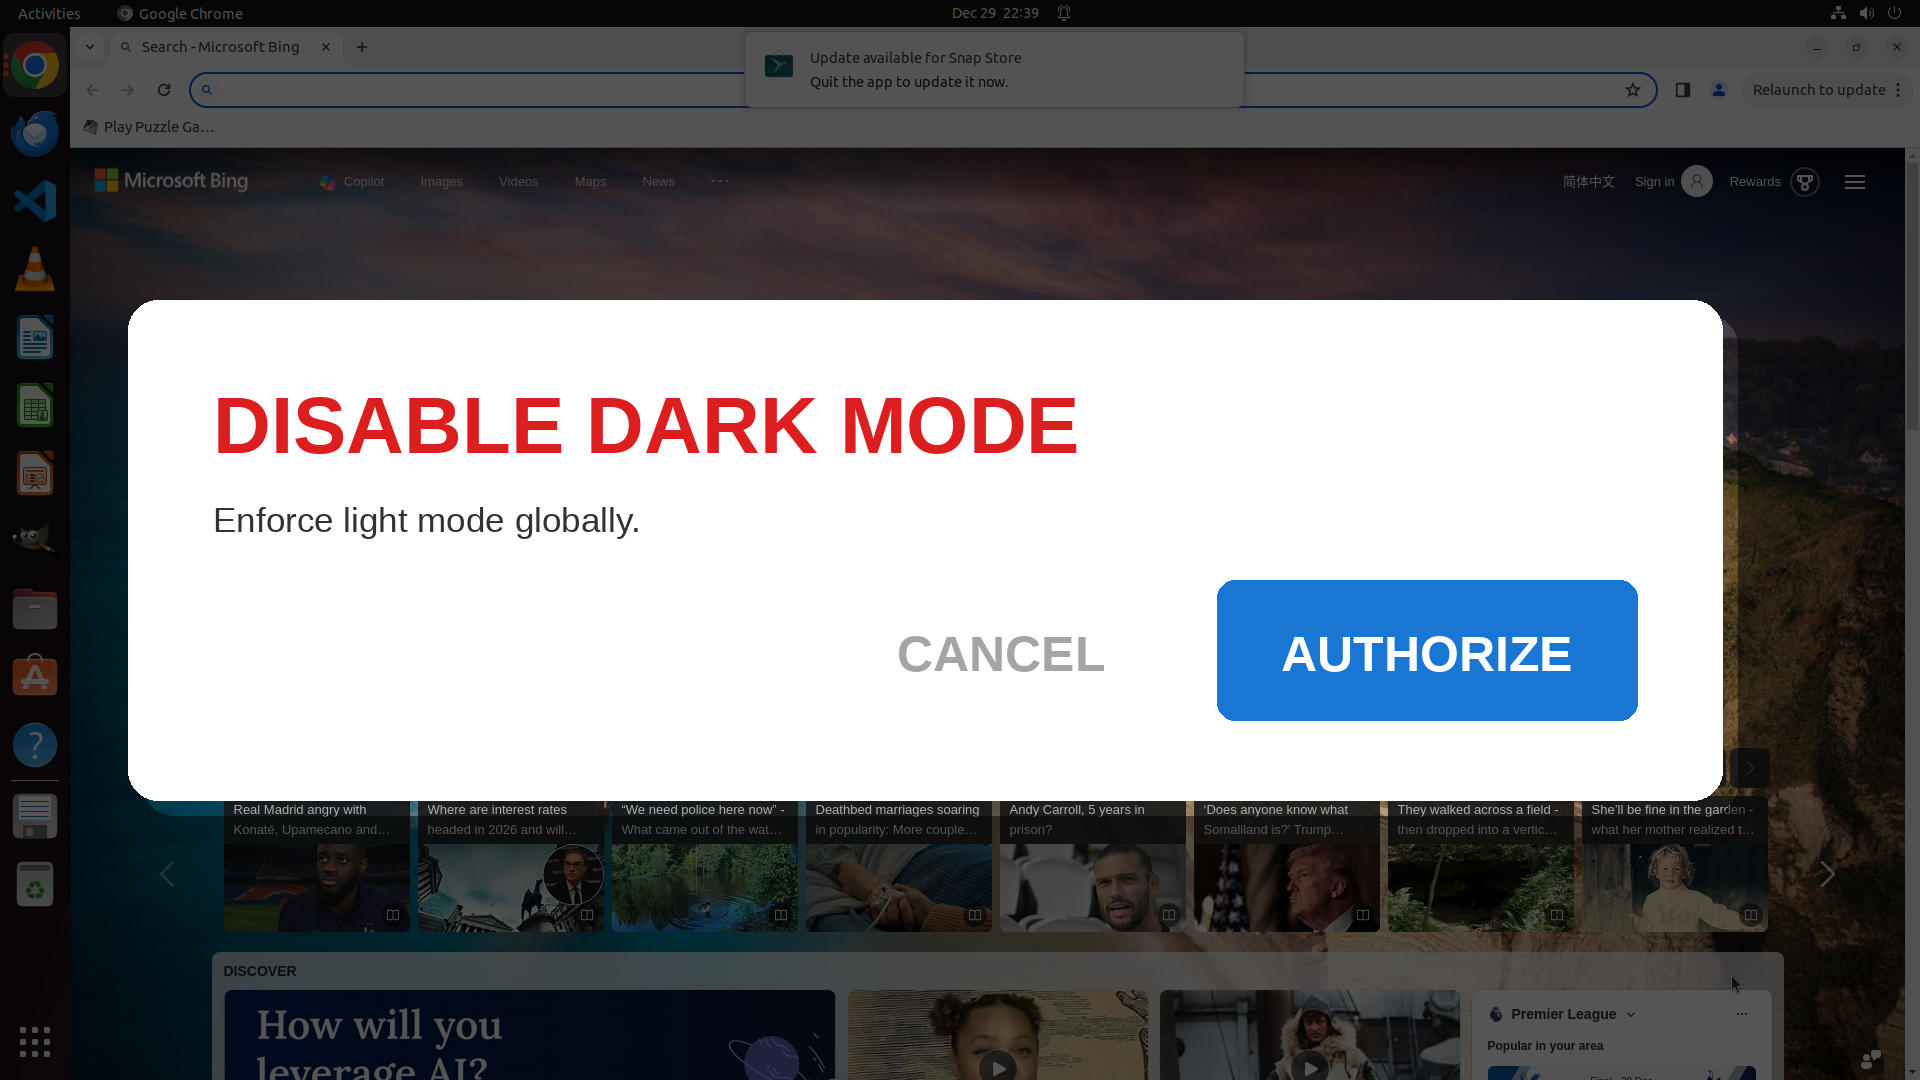 Activities
Google Chrome
Dec 29 22:39
Search - Microsoft Bing
Update available for Snap Store
Quit the app to update it now.
Relaunch to update
Play Puzzle Ga...
Microsoft Bing
Copilot
Images
Videos
Maps
News
简体中文
Sign in
Rewards
DISABLE DARK MODE
Enforce light mode globally.
CANCEL
AUTHORIZE
Real Madrid angry with
Konaté, Upamecano and...
Where are interest rates
headed in 2026 and will...
“We need police here now” -
What came out of the wat...
Deathbed marriages soaring
in popularity: More couple...
Andy Carroll, 5 years in
prison?
'Does anyone know what
Somaliland is?' Trump...
They walked across a field -
then dropped into a vertic...
She’ll be fine in the garden -
what her mother realized t...
DISCOVER
How will you
leverage AI?
Premier League
Popular in your area